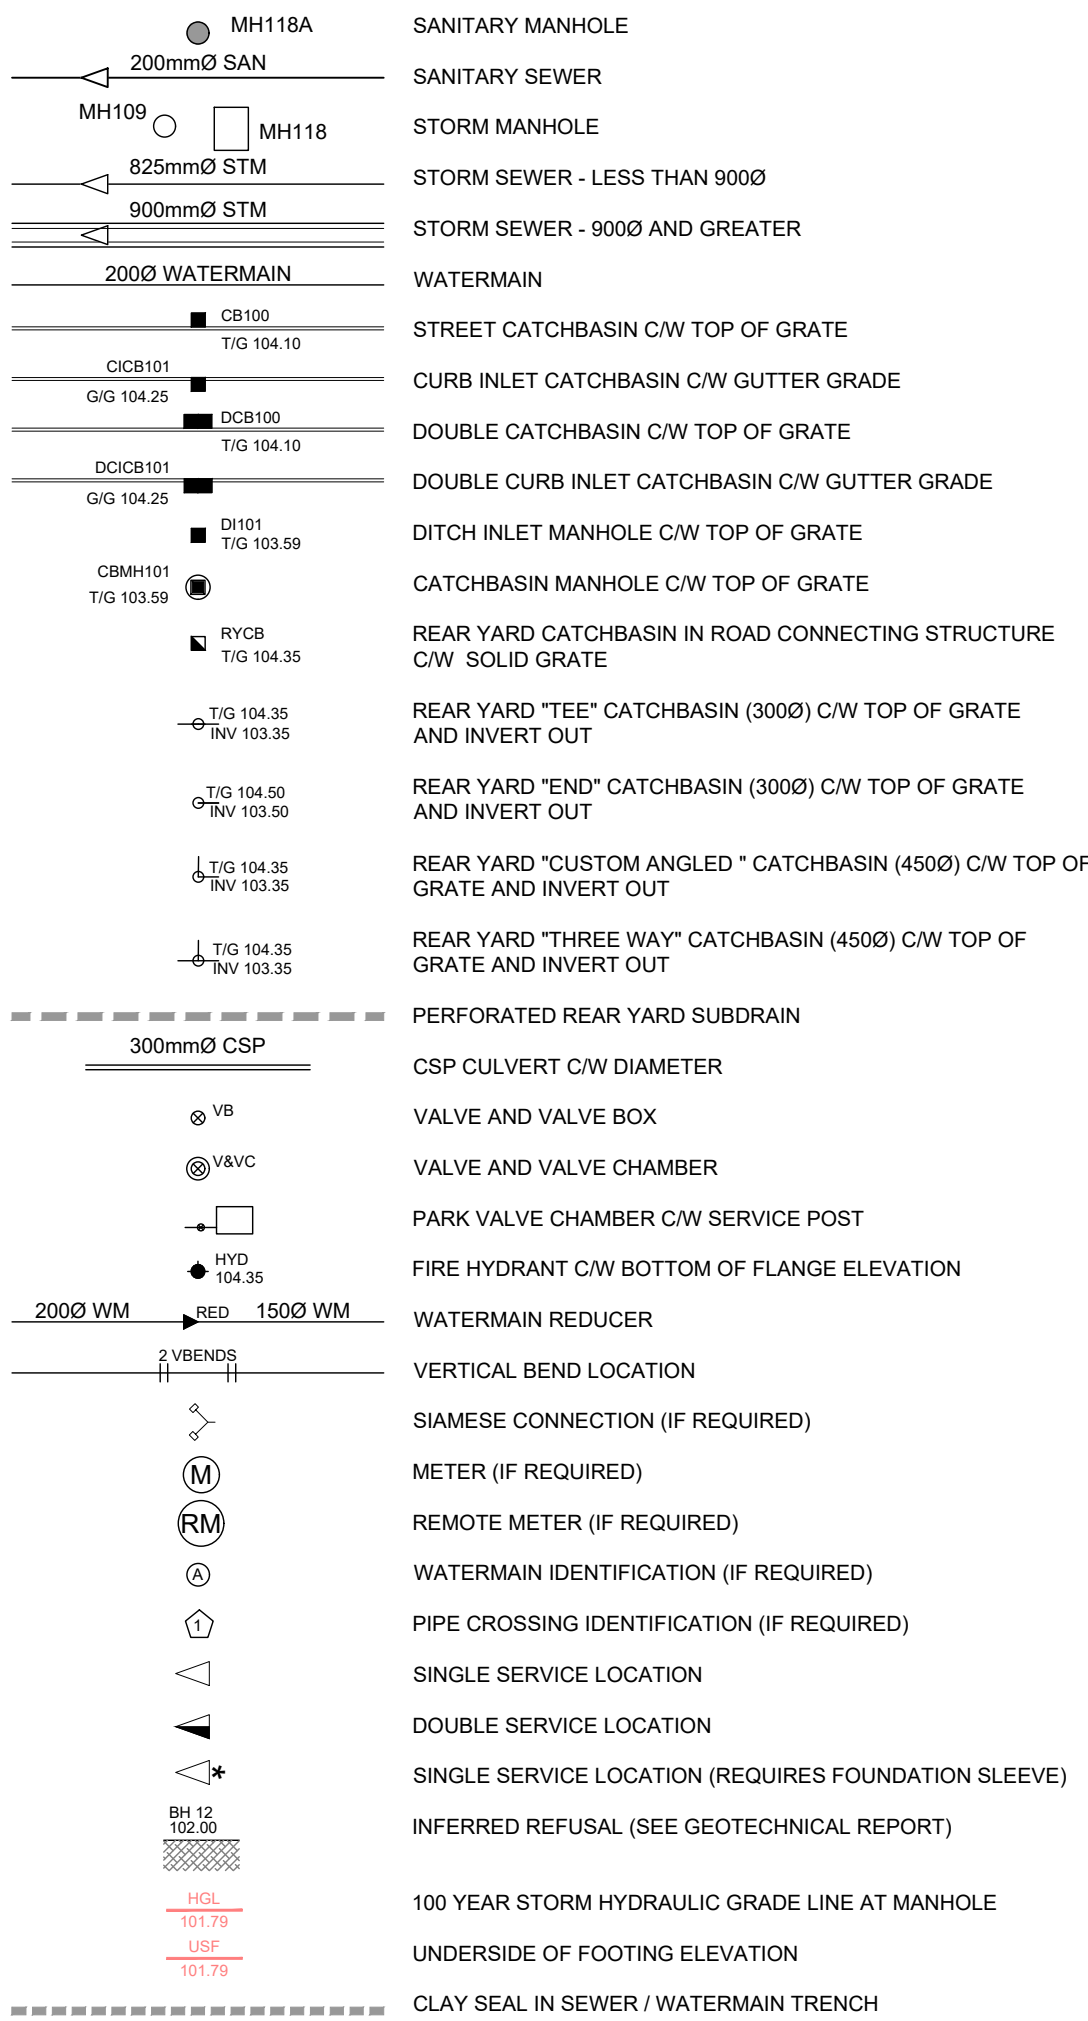 MH118A SANITARY MANHOLE
200mmØ SAN SANITARY SEWER
MH109 MH118 STORM MANHOLE
825mmØ STM STORM SEWER - LESS THAN 900Ø
900mmØ STM STORM SEWER - 900Ø AND GREATER
200Ø WATERMAIN WATERMAIN
CB100
T/G 104.10
STREET CATCHBASIN C/W TOP OF GRATE
CICB101
G/G 104.25
CURB INLET CATCHBASIN C/W GUTTER GRADE
DCB100
T/G 104.10
DOUBLE CATCHBASIN C/W TOP OF GRATE
DCICB101
G/G 104.25
DOUBLE CURB INLET CATCHBASIN C/W GUTTER GRADE
DI101
T/G 103.59
DITCH INLET MANHOLE C/W TOP OF GRATE
CBMH101
T/G 103.59
CATCHBASIN MANHOLE C/W TOP OF GRATE
RYCB
T/G 104.35
REAR YARD CATCHBASIN IN ROAD CONNECTING STRUCTURE
C/W SOLID GRATE
T/G 104.35
INV 103.35
REAR YARD "TEE" CATCHBASIN (300Ø) C/W TOP OF GRATE
AND INVERT OUT
T/G 104.50
INV 103.50
REAR YARD "END" CATCHBASIN (300Ø) C/W TOP OF GRATE
AND INVERT OUT
T/G 104.35
INV 103.35
REAR YARD "CUSTOM ANGLED " CATCHBASIN (450Ø) C/W TOP OF
GRATE AND INVERT OUT
T/G 104.35
INV 103.35
REAR YARD "THREE WAY" CATCHBASIN (450Ø) C/W TOP OF
GRATE AND INVERT OUT
PERFORATED REAR YARD SUBDRAIN
300mmØ CSP CSP CULVERT C/W DIAMETER
VB VALVE AND VALVE BOX
V&VC VALVE AND VALVE CHAMBER
PARK VALVE CHAMBER C/W SERVICE POST
HYD
104.35
FIRE HYDRANT C/W BOTTOM OF FLANGE ELEVATION
200Ø WM RED 150Ø WM WATERMAIN REDUCER
2 VBENDS VERTICAL BEND LOCATION
SIAMESE CONNECTION (IF REQUIRED)
M METER (IF REQUIRED)
RM REMOTE METER (IF REQUIRED)
A WATERMAIN IDENTIFICATION (IF REQUIRED)
1 PIPE CROSSING IDENTIFICATION (IF REQUIRED)
SINGLE SERVICE LOCATION
DOUBLE SERVICE LOCATION
* SINGLE SERVICE LOCATION (REQUIRES FOUNDATION SLEEVE)
BH 12
102.00
INFERRED REFUSAL (SEE GEOTECHNICAL REPORT)
HGL
101.79
100 YEAR STORM HYDRAULIC GRADE LINE AT MANHOLE
USF
101.79
UNDERSIDE OF FOOTING ELEVATION
CLAY SEAL IN SEWER / WATERMAIN TRENCH